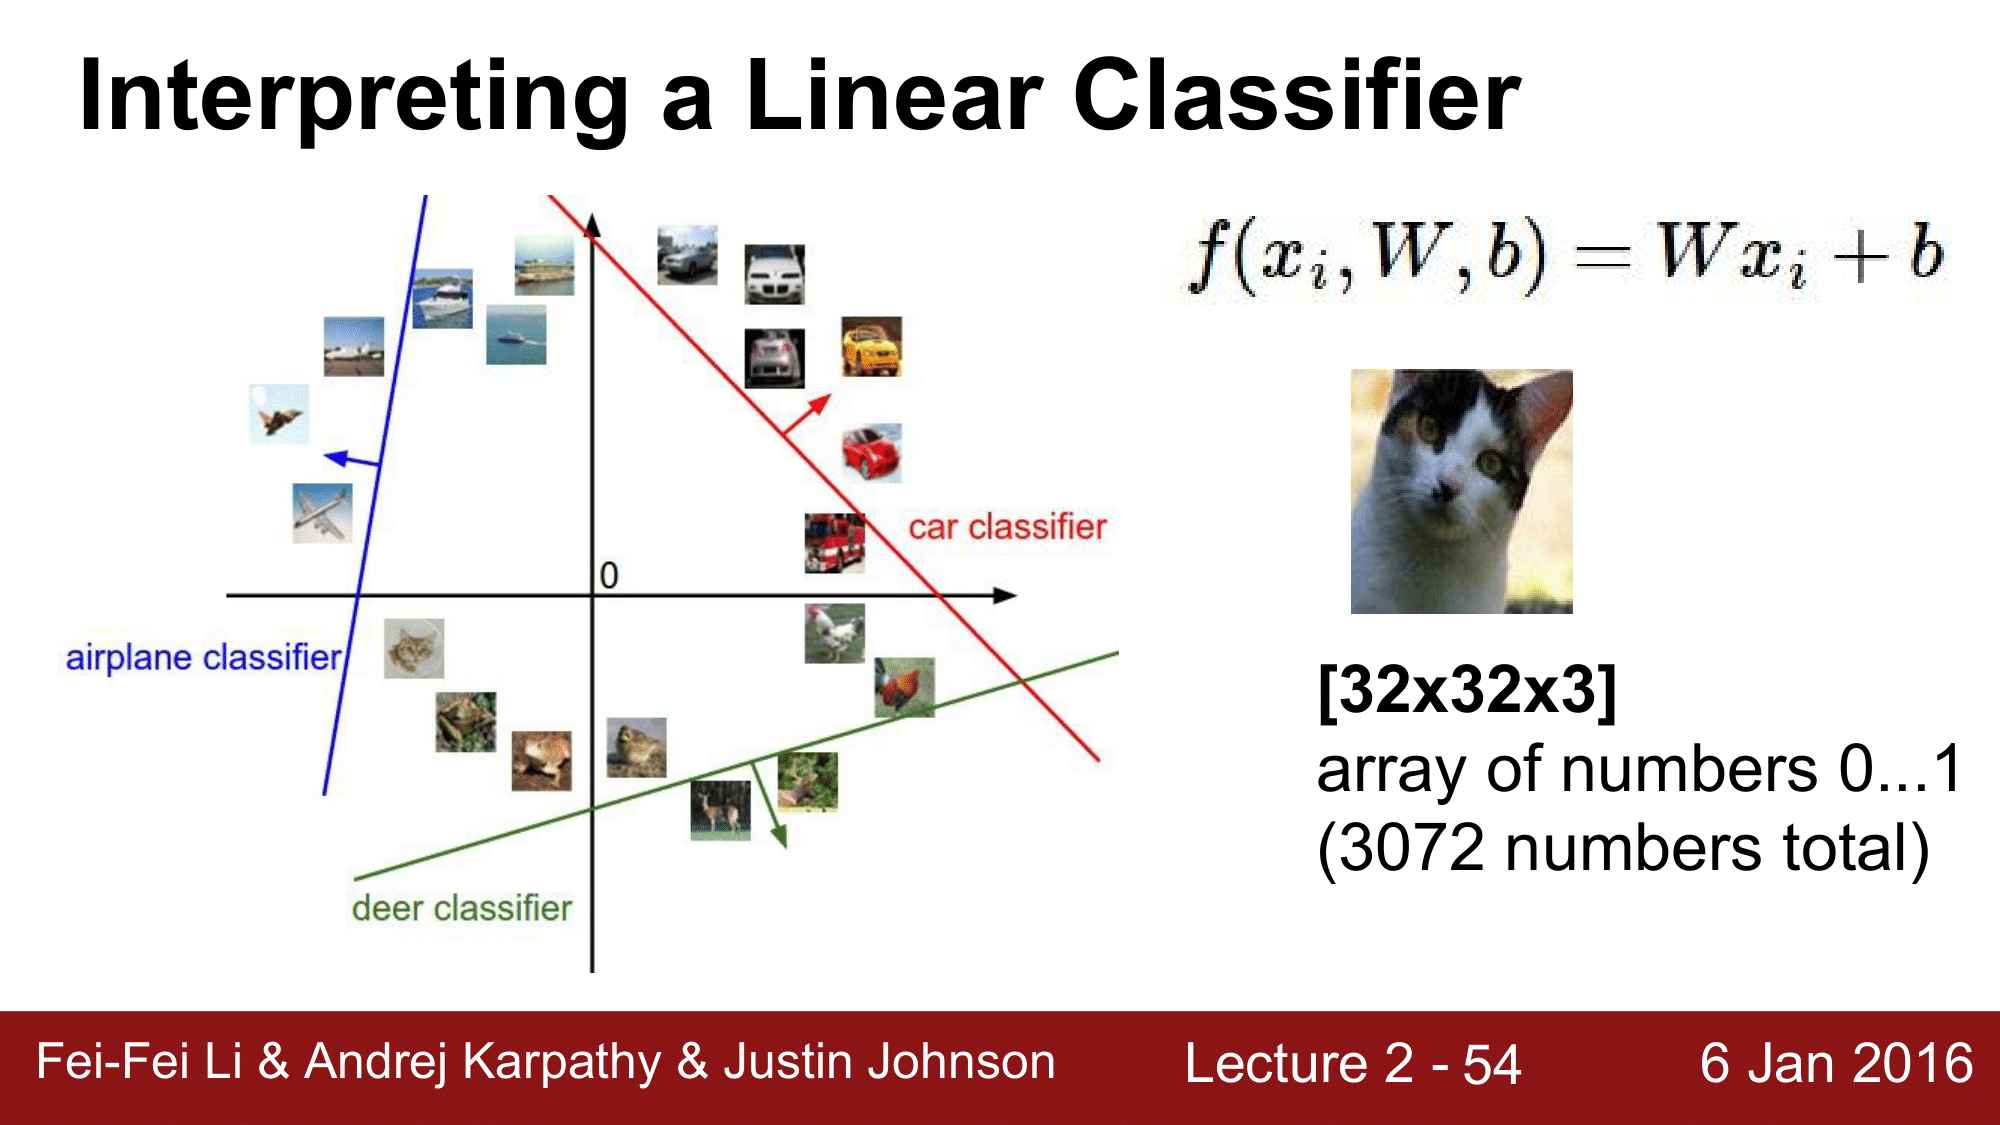 Interpreting a Linear Classifier
f(x_i, W, b) = Wx_i + b
car classifier
0
airplane classifier
deer classifier
[32x32x3]
array of numbers 0...1
(3072 numbers total)
Fei-Fei Li & Andrej Karpathy & Justin Johnson
Lecture 2 - 54
6 Jan 2016